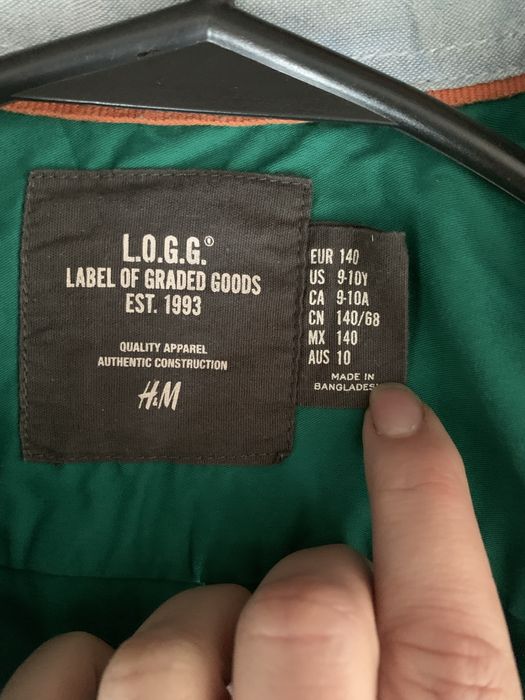 L.O.G.G.®
LABEL OF GRADED GOODS
EST. 1993
QUALITY APPAREL
AUTHENTIC CONSTRUCTION
H&M
EUR 140
US 9-10Y
CA 9-10A
CN 140/68
MX 140
AUS 10
MADE IN